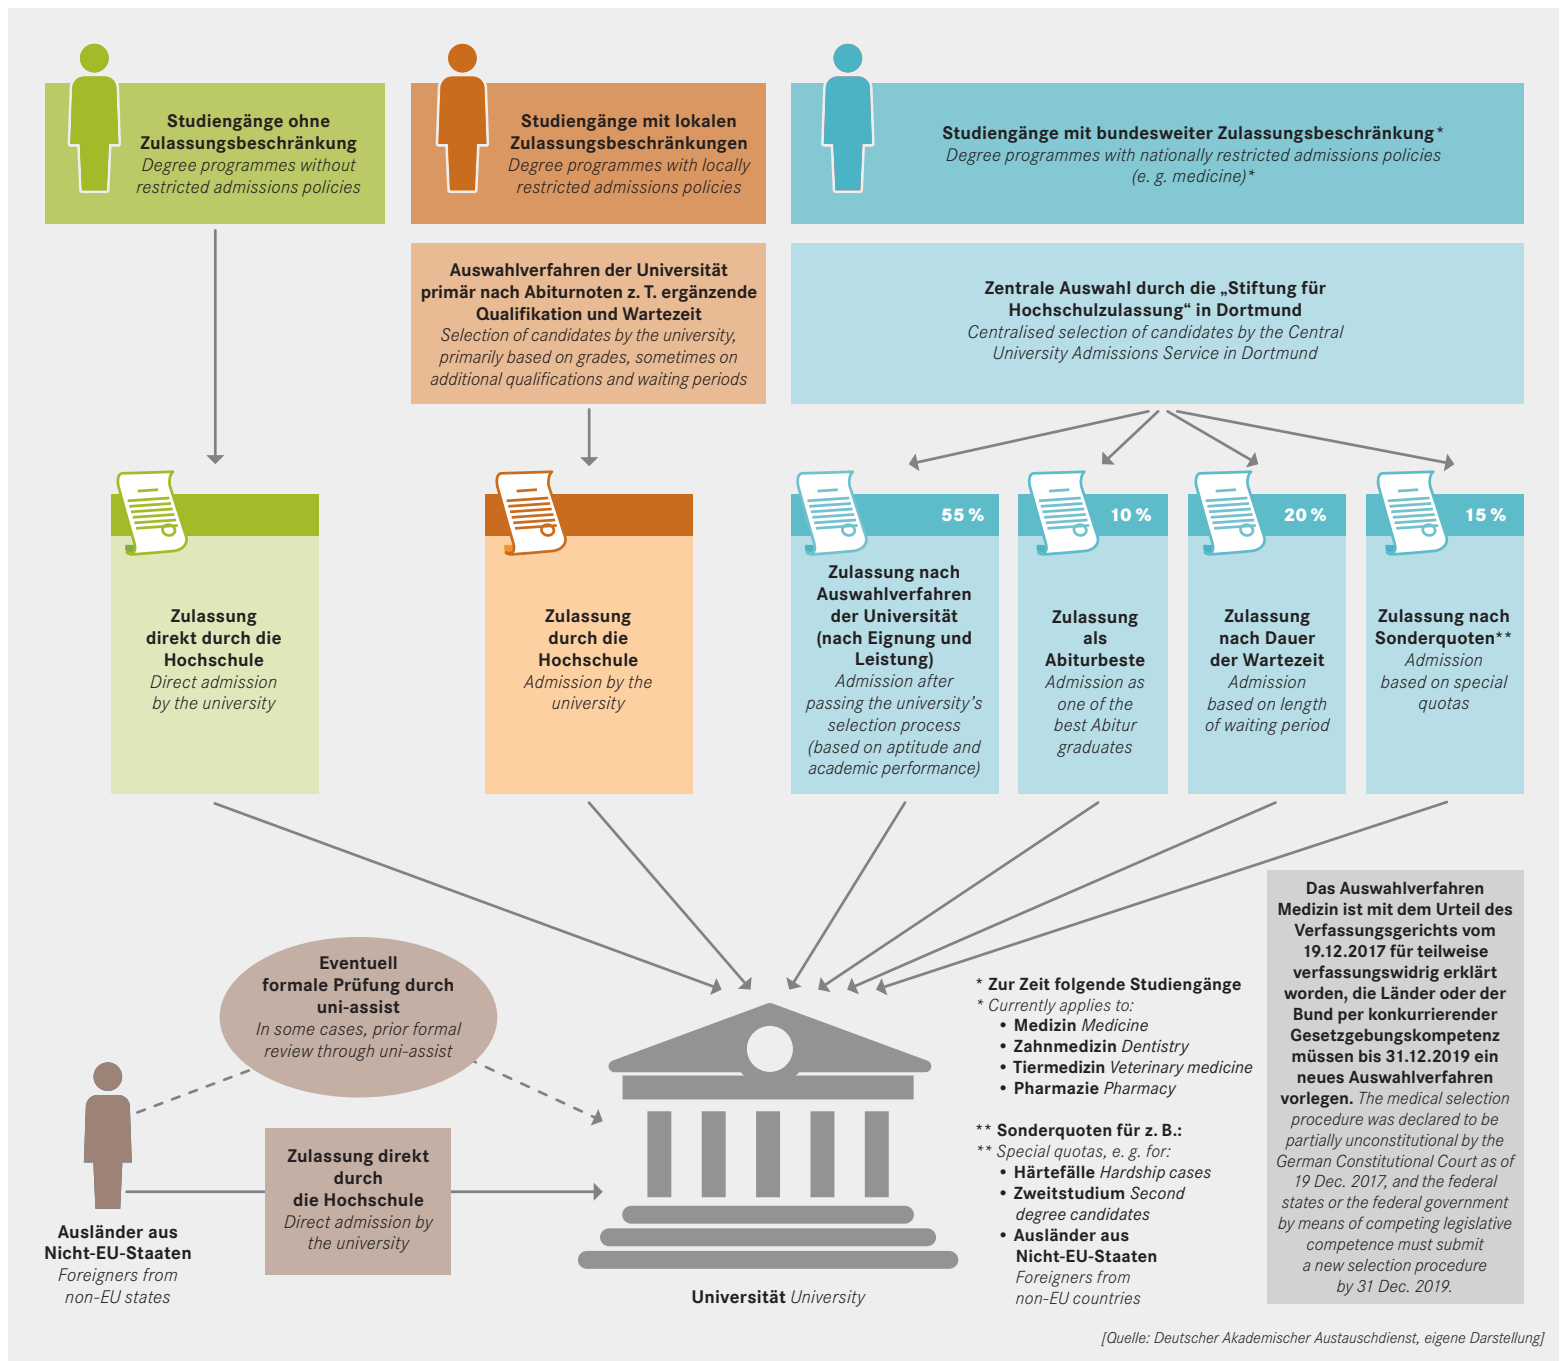 Studiengänge ohne
Zulassungsbeschränkung
Degree programmes without
restricted admissions policies
Studiengänge mit lokalen
Zulassungsbeschränkungen
Degree programmes with locally
restricted admissions policies
Studiengänge mit bundesweiter Zulassungsbeschränkung*
Degree programmes with nationally restricted admissions policies
(e. g. medicine)*
Auswahlverfahren der Universität
primär nach Abiturnoten z. T. ergänzende
Qualifikation und Wartezeit
Selection of candidates by the university,
primarily based on grades, sometimes on
additional qualifications and waiting periods
Zentrale Auswahl durch die „Stiftung für
Hochschulzulassung“ in Dortmund
Centralised selection of candidates by the Central
University Admissions Service in Dortmund
Zulassung
direkt durch die
Hochschule
Direct admission
by the university
Zulassung
durch die
Hochschule
Admission by the
university
55 %
Zulassung nach
Auswahlverfahren
der Universität
(nach Eignung und
Leistung)
Admission after
passing the university’s
selection process
(based on aptitude and
academic performance)
10 %
Zulassung
als
Abiturbeste
Admission as
one of the
best Abitur
graduates
20 %
Zulassung
nach Dauer
der Wartezeit
Admission
based on length
of waiting period
15 %
Zulassung nach
Sonderquoten**
Admission
based on special
quotas
Eventuell
formale Prüfung durch
uni-assist
In some cases, prior formal
review through uni-assist
Zulassung direkt
durch
die Hochschule
Direct admission by
the university
Ausländer aus
Nicht-EU-Staaten
Foreigners from
non-EU states
Universität University
* Zur Zeit folgende Studiengänge
* Currently applies to:
• Medizin Medicine
• Zahnmedizin Dentistry
• Tiermedizin Veterinary medicine
• Pharmazie Pharmacy
** Sonderquoten für z. B.:
** Special quotas, e. g. for:
• Härtefälle Hardship cases
• Zweitstudium Second
degree candidates
• Ausländer aus
Nicht-EU-Staaten
Foreigners from
non-EU countries
Das Auswahlverfahren
Medizin ist mit dem Urteil des
Verfassungsgerichts vom
19.12.2017 für teilweise
verfassungswidrig erklärt
worden, die Länder oder der
Bund per konkurrierender
Gesetzgebungskompetenz
müssen bis 31.12.2019 ein
neues Auswahlverfahren
vorlegen. The medical selection
procedure was declared to be
partially unconstitutional by the
German Constitutional Court as of
19 Dec. 2017, and the federal
states or the federal government
by means of competing legislative
competence must submit
a new selection procedure
by 31 Dec. 2019.
[Quelle: Deutscher Akademischer Austauschdienst, eigene Darstellung]